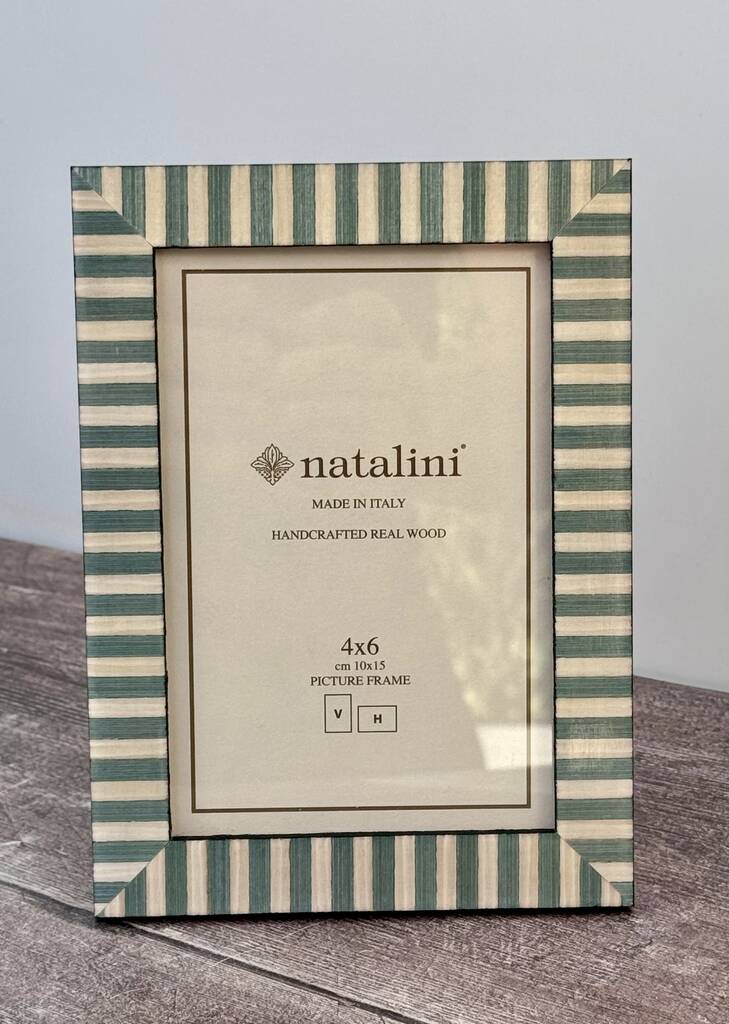 natalini®
MADE IN ITALY
HANDCRAFTED REAL WOOD
4x6
cm 10x15
PICTURE FRAME
V H